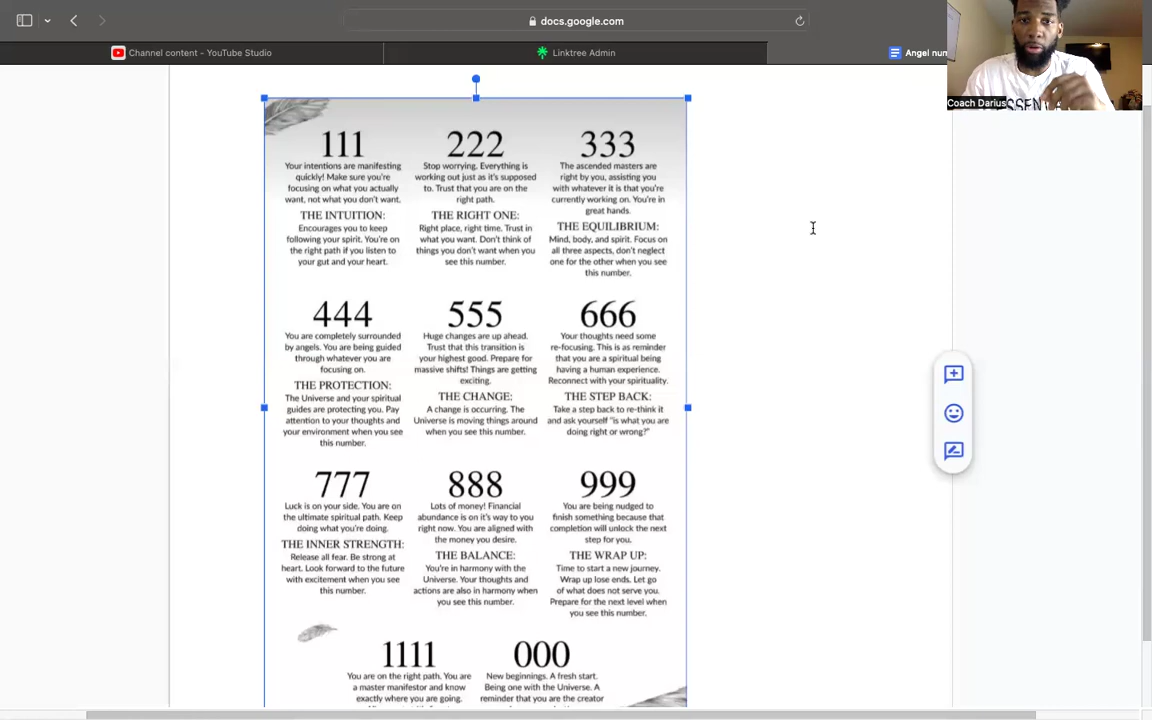 docs.google.com
Channel content - YouTube Studio
Linktree Admin
Angel num
Coach Darius
111
Your intentions are manifesting
quickly! Make sure you're
focusing on what you actually
want, not what you don't want.
THE INTUITION:
Encourages you to keep
following your spirit. You're on
the right path if you listen to
your gut and your heart.
222
Stop worrying. Everything is
working out just as it's supposed
to. Trust that you are on the
right path.
THE RIGHT ONE:
Right place, right time. Trust in
what you want. Don't think of
things you don't want when you
see this number.
333
The ascended masters are
right by you, assisting you
with whatever it is that you're
currently working on. You're in
great hands.
THE EQUILIBRIUM:
Mind, body, and spirit. Focus on
all three aspects, don't neglect
one for the other when you see
this number.
444
You are completely surrounded
by angels. You are being guided
through whatever you are
focusing on.
THE PROTECTION:
The Universe and your spiritual
guides are protecting you. Pay
attention to your thoughts and
your environment when you see
this number.
555
Huge changes are up ahead.
Trust that this transition is
your highest good. Prepare for
massive shifts! Things are getting
exciting.
THE CHANGE:
A change is occurring. The
Universe is moving things around
when you see this number.
666
Your thoughts need some
re-focusing. This is as reminder
that you are a spiritual being
having a human experience.
Reconnect with your spirituality.
THE STEP BACK:
Take a step back to re-think it
and ask yourself "is what you are
doing right or wrong?"
777
Luck is on your side. You are on
the ultimate spiritual path. Keep
doing what you're doing.
THE INNER STRENGTH:
Release all fear. Be strong at
heart. Look forward to the future
with excitement when you see
this number.
888
Lots of money! Financial
abundance is on it's way to you
right now. You are aligned with
the money you desire.
THE BALANCE:
You're in harmony with the
Universe. Your thoughts and
actions are also in harmony when
you see this number.
999
You are being nudged to
finish something because that
completion will unlock the next
step for you.
THE WRAP UP:
Time to start a new journey.
Wrap up lose ends. Let go
of what does not serve you.
Prepare for the next level when
you see this number.
1111
You are on the right path. You are
a master manifestor and know
exactly where you are going.
000
New beginnings. A fresh start.
Being one with the Universe. A
reminder that you are the creator